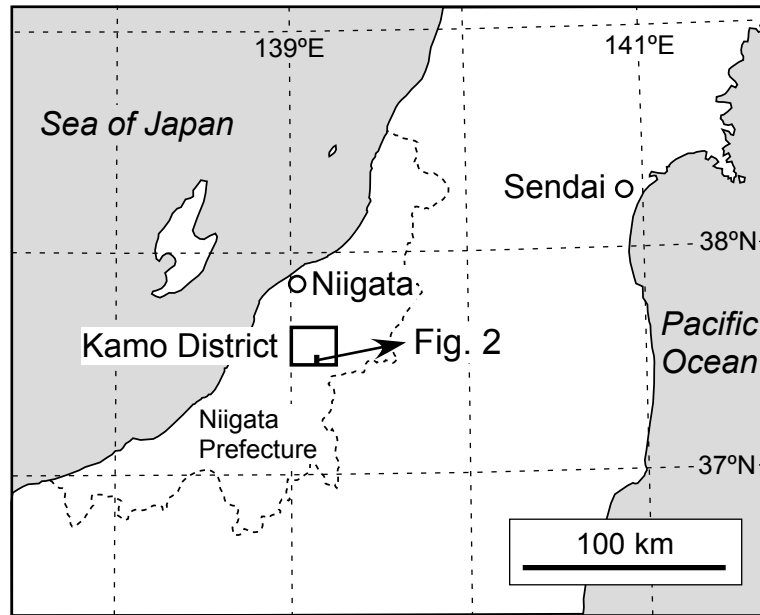 139ºE
141ºE
Sea of Japan
Sendai
38ºN
Niigata
Kamo District
Fig. 2
Pacific
Ocean
Niigata
Prefecture
37ºN
100 km